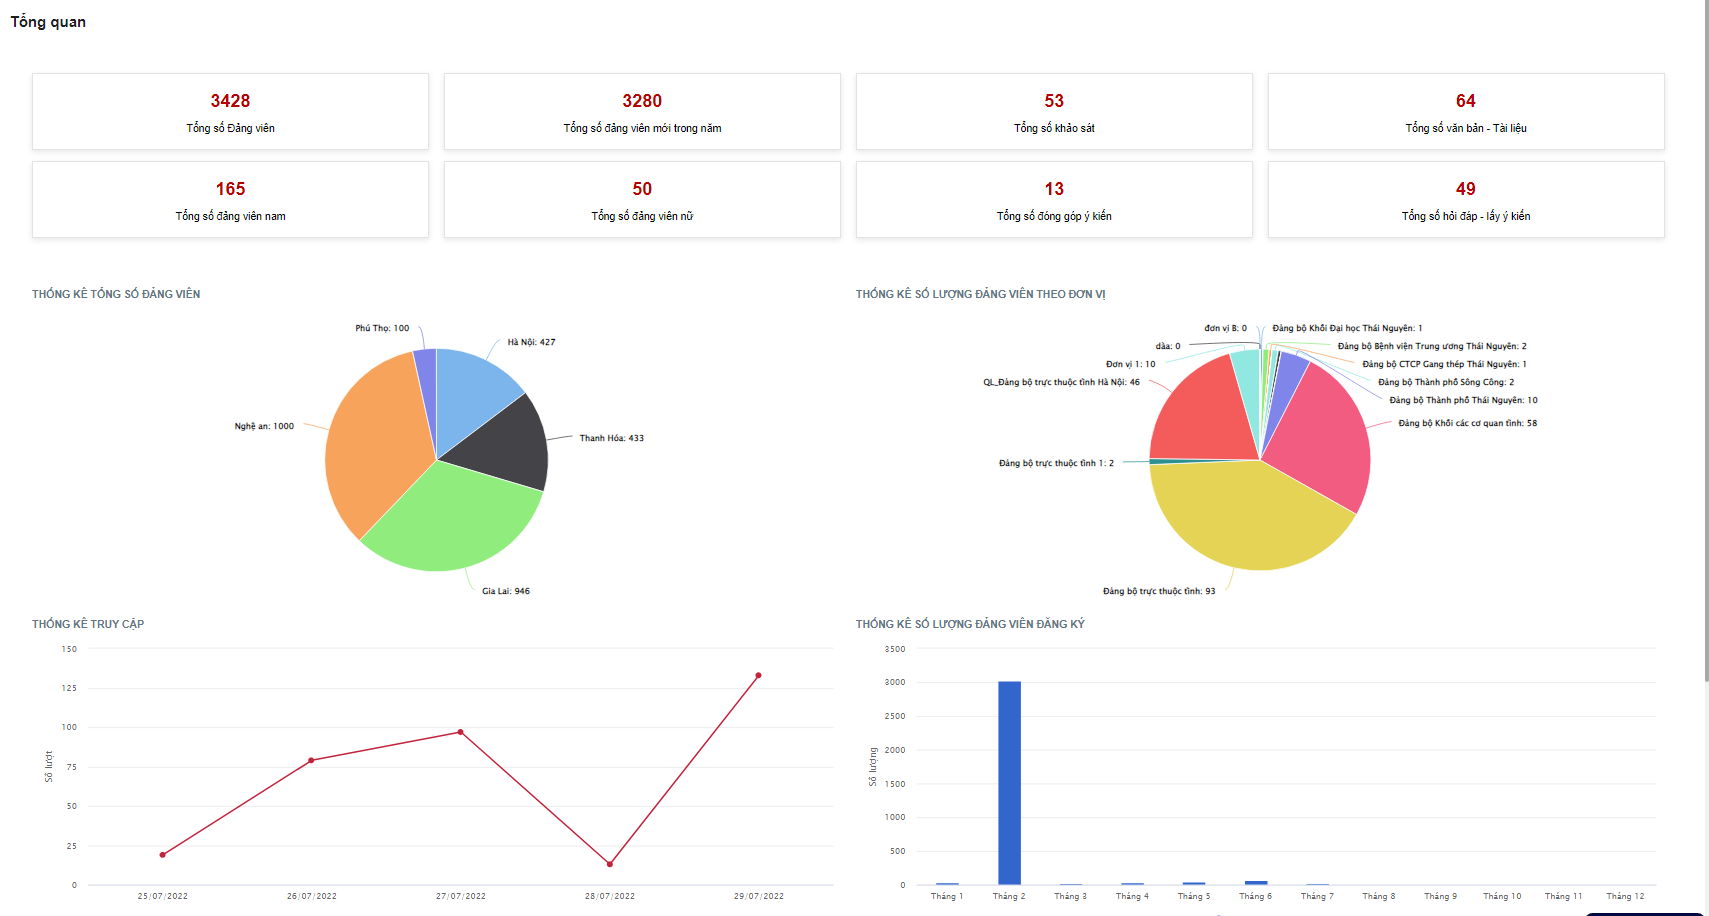 Tổng quan
3428
Tổng số Đảng viên
3280
Tổng số đảng viên mới trong năm
53
Tổng số khảo sát
64
Tổng số văn bản - Tài liệu
165
Tổng số đảng viên nam
50
Tổng số đảng viên nữ
13
Tổng số đóng góp ý kiến
49
Tổng số hỏi đáp - lấy ý kiến
THỐNG KÊ TỔNG SỐ ĐẢNG VIÊN
Phú Thọ: 100
Hà Nội: 427
Nghệ an: 1000
Thanh Hóa: 433
Gia Lai: 946
THỐNG KÊ SỐ LƯỢNG ĐẢNG VIÊN THEO ĐƠN VỊ
đơn vị B: 0
Đảng bộ Khối Đại học Thái Nguyên: 1
dàa: 0
Đảng bộ Bệnh viện Trung ương Thái Nguyên: 2
Đơn vị 1: 10
Đảng bộ CTCP Gang thép Thái Nguyên: 1
QL_Đảng bộ trực thuộc tỉnh Hà Nội: 46
Đảng bộ Thành phố Sông Công: 2
Đảng bộ Thành phố Thái Nguyên: 10
Đảng bộ Khối các cơ quan tỉnh: 58
Đảng bộ trực thuộc tỉnh 1: 2
Đảng bộ trực thuộc tỉnh: 93
THỐNG KÊ TRUY CẬP
Số lượt
150
125
100
75
50
25
0
25/07/2022
26/07/2022
27/07/2022
28/07/2022
29/07/2022
THỐNG KÊ SỐ LƯỢNG ĐẢNG VIÊN ĐĂNG KÝ
Số lượng
3500
3000
2500
2000
1500
1000
500
0
Tháng 1
Tháng 2
Tháng 3
Tháng 4
Tháng 5
Tháng 6
Tháng 7
Tháng 8
Tháng 9
Tháng 10
Tháng 11
Tháng 12